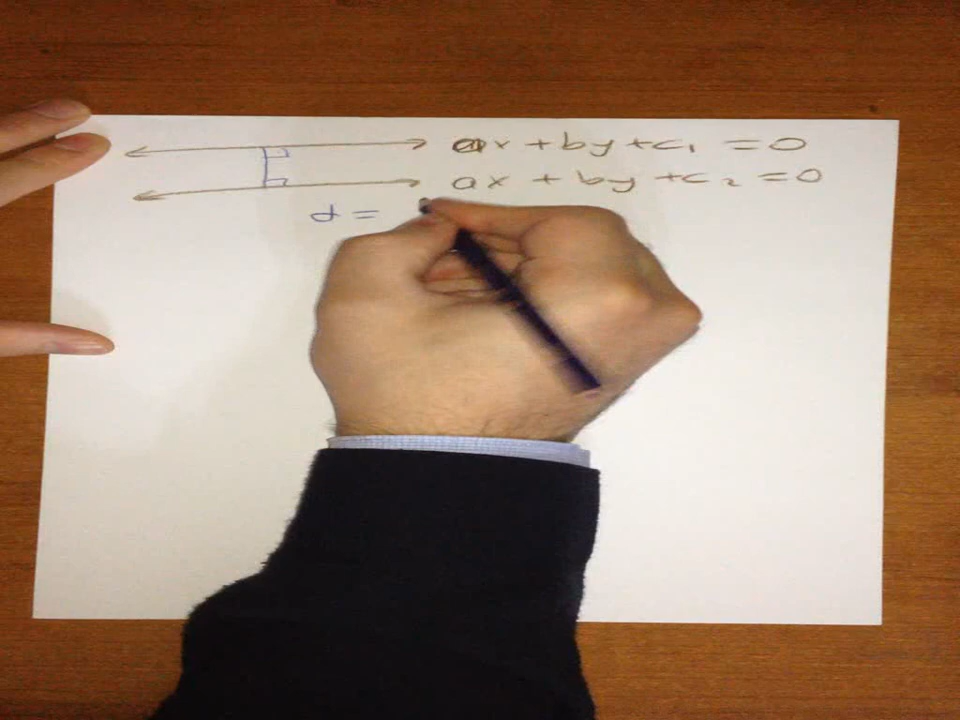 ax + by + c₁ = 0
ax + by + c₂ = 0
d =